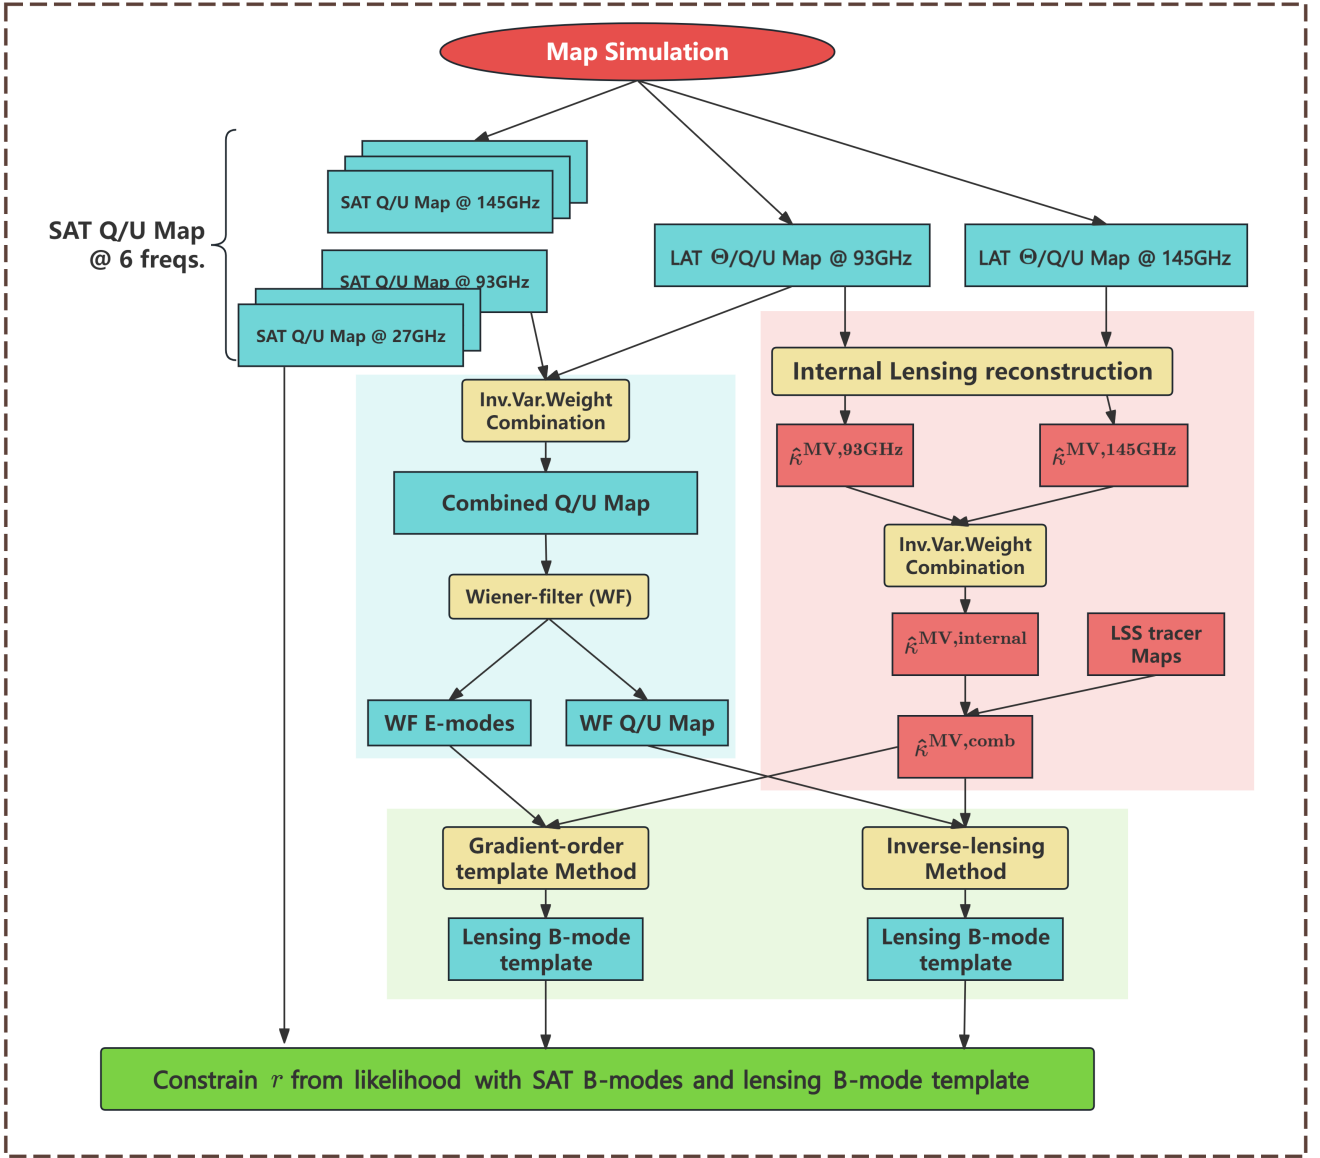 Map Simulation
SAT Q/U Map @ 145GHz
SAT Q/U Map
@ 6 freqs.
LAT Θ/Q/U Map @ 93GHz
LAT Θ/Q/U Map @ 145GHz
SAT Q/U Map @ 93GHz
SAT Q/U Map @ 27GHz
Internal Lensing reconstruction
Inv.Var.Weight
Combination
κ̂^MV,93GHz
κ̂^MV,145GHz
Combined Q/U Map
Inv.Var.Weight
Combination
Wiener-filter (WF)
κ̂^MV,internal
LSS tracer
Maps
WF E-modes
WF Q/U Map
κ̂^MV,comb
Gradient-order
template Method
Inverse-lensing
Method
Lensing B-mode
template
Lensing B-mode
template
Constrain r from likelihood with SAT B-modes and lensing B-mode template